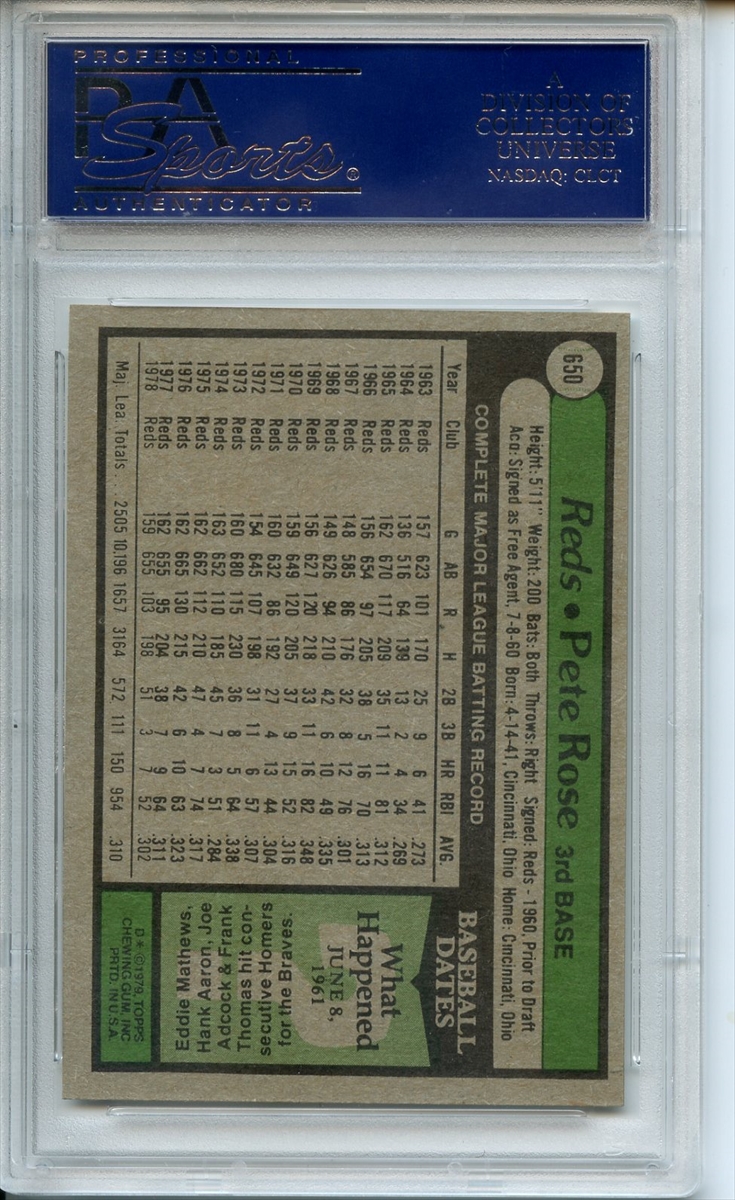 PROFESSIONAL
PSA
Sports®
AUTHENTICATOR
A
DIVISION OF
COLLECTORS
UNIVERSE
NASDAQ: CLCT
650
Reds • Pete Rose 3rd BASE
Height: 5'11" Weight: 200 Bats: Both Throws: Right Signed: Reds - 1960, Prior to Draft
Acq: Signed as Free Agent, 7-8-60 Born: 4-14-41, Cincinnati, Ohio Home: Cincinnati, Ohio
COMPLETE MAJOR LEAGUE BATTING RECORD
Year Club G AB R H 2B 3B HR RBI AVG.
1963 Reds 157 623 101 170 25 9 6 41 .273
1964 Reds 136 516 64 139 13 2 4 34 .269
1965 Reds 162 670 117 209 35 11 11 81 .312
1966 Reds 156 654 97 205 38 5 16 70 .313
1967 Reds 148 585 86 176 32 8 12 76 .301
1968 Reds 149 626 94 210 42 6 10 49 .335
1969 Reds 156 627 120 218 33 11 16 82 .348
1970 Reds 159 649 120 205 37 9 15 52 .316
1971 Reds 160 632 86 192 27 4 13 44 .304
1972 Reds 154 645 107 198 31 11 6 57 .307
1973 Reds 160 680 115 230 36 8 5 64 .338
1974 Reds 163 652 110 185 45 7 3 51 .284
1975 Reds 162 662 112 210 47 4 7 74 .317
1976 Reds 162 665 130 215 42 6 10 63 .323
1977 Reds 162 655 95 204 38 7 9 64 .311
1978 Reds 159 655 103 198 51 3 7 52 .302
Maj. Lea. Totals ... 2505 10,196 1657 3164 572 111 150 954 .310
BASEBALL
DATES
What
Happened
JUNE 8,
1961
Eddie Mathews,
Hank Aaron, Joe
Adcock & Frank
Thomas hit con-
secutive Homers
for the Braves.
D * © 1979, TOPPS
CHEWING GUM, INC
PRTD. IN U.S.A.